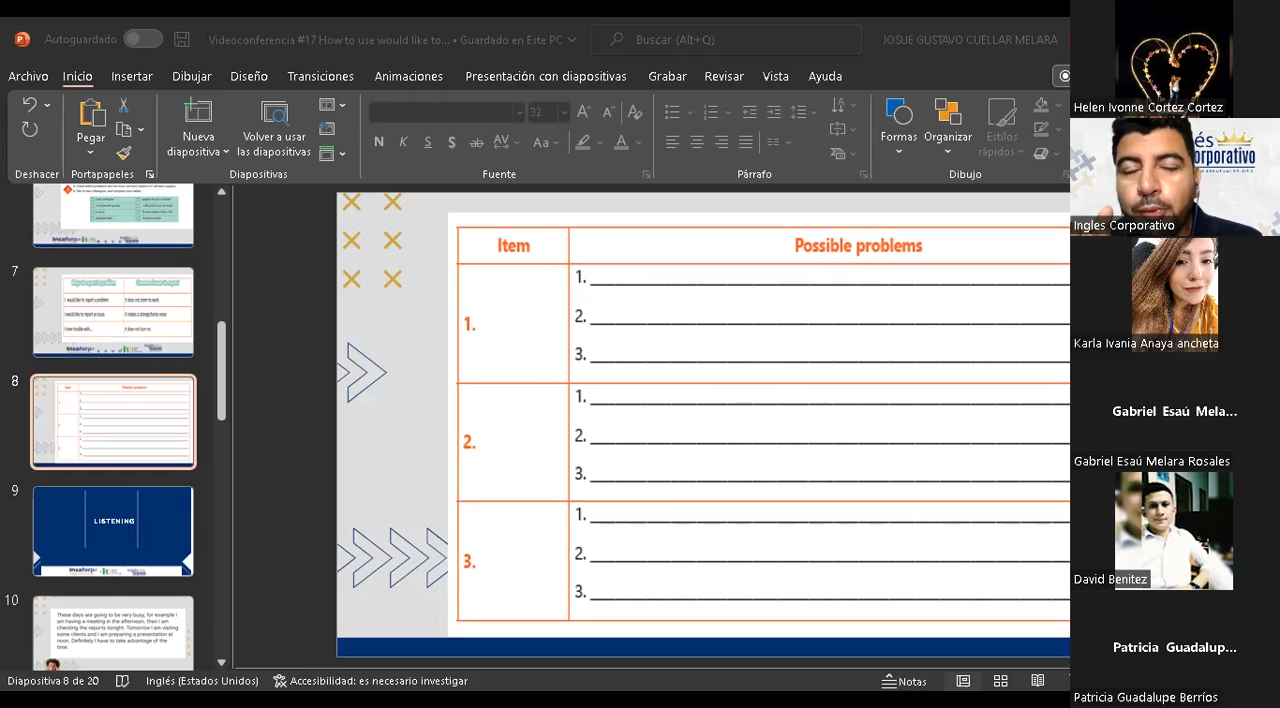 Autoguardado
Videoconferencia #17 How to use would like to... • Guardado en Este PC
Buscar (Alt+Q)
JOSUE GUSTAVO CUELLAR MELARA
Archivo Inicio Insertar Dibujar Diseño Transiciones Animaciones Presentación con diapositivas Grabar Revisar Vista Ayuda
Pegar
Nueva diapositiva
Volver a usar las diapositivas
32
N K S S ab AV Aa A
Formas Organizar Estilos rápidos
Deshacer Portapapeles Diapositivas Fuente Párrafo Dibujo
7
I would like to report a problem. It does not seem to work.
I would like to report an issue. It makes a strange/funny noise.
I have trouble with... It does not turn on.
8
9
LISTENING
10
These days are going to be very busy, for example I
am having a meeting in the afternoon, then I am
checking the reports tonight. Tomorrow I am visiting
some clients and I am preparing a presentation at
noon. Definitely I have to take advantage of the
time.
Item Possible problems
1.
1.
2.
3.
2.
1.
2.
3.
3.
1.
2.
3.
Diapositiva 8 de 20 Inglés (Estados Unidos) Accesibilidad: es necesario investigar Notas
Helen Ivonne Cortez Cortez
és
orporativo
Ingles Corporativo
Karla Ivania Anaya ancheta
Gabriel Esaú Mela...
Gabriel Esaú Melara Rosales
David Benitez
Patricia Guadalup...
Patricia Guadalupe Berríos